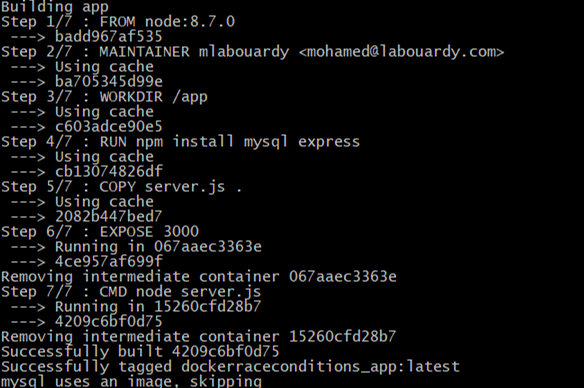 Building app
Step 1/7 : FROM node:8.7.0
 ---> badd967af535
Step 2/7 : MAINTAINER mlabouardy <mohamed@labouardy.com>
 ---> Using cache
 ---> ba705345d99e
Step 3/7 : WORKDIR /app
 ---> Using cache
 ---> c603adce90e5
Step 4/7 : RUN npm install mysql express
 ---> Using cache
 ---> cb13074826df
Step 5/7 : COPY server.js .
 ---> Using cache
 ---> 2082b447bed7
Step 6/7 : EXPOSE 3000
 ---> Running in 067aaec3363e
 ---> 4ce957af699f
Removing intermediate container 067aaec3363e
Step 7/7 : CMD node server.js
 ---> Running in 15260cfd28b7
 ---> 4209c6bf0d75
Removing intermediate container 15260cfd28b7
Successfully built 4209c6bf0d75
Successfully tagged dockerraceconditions_app:latest
mysql uses an image, skipping